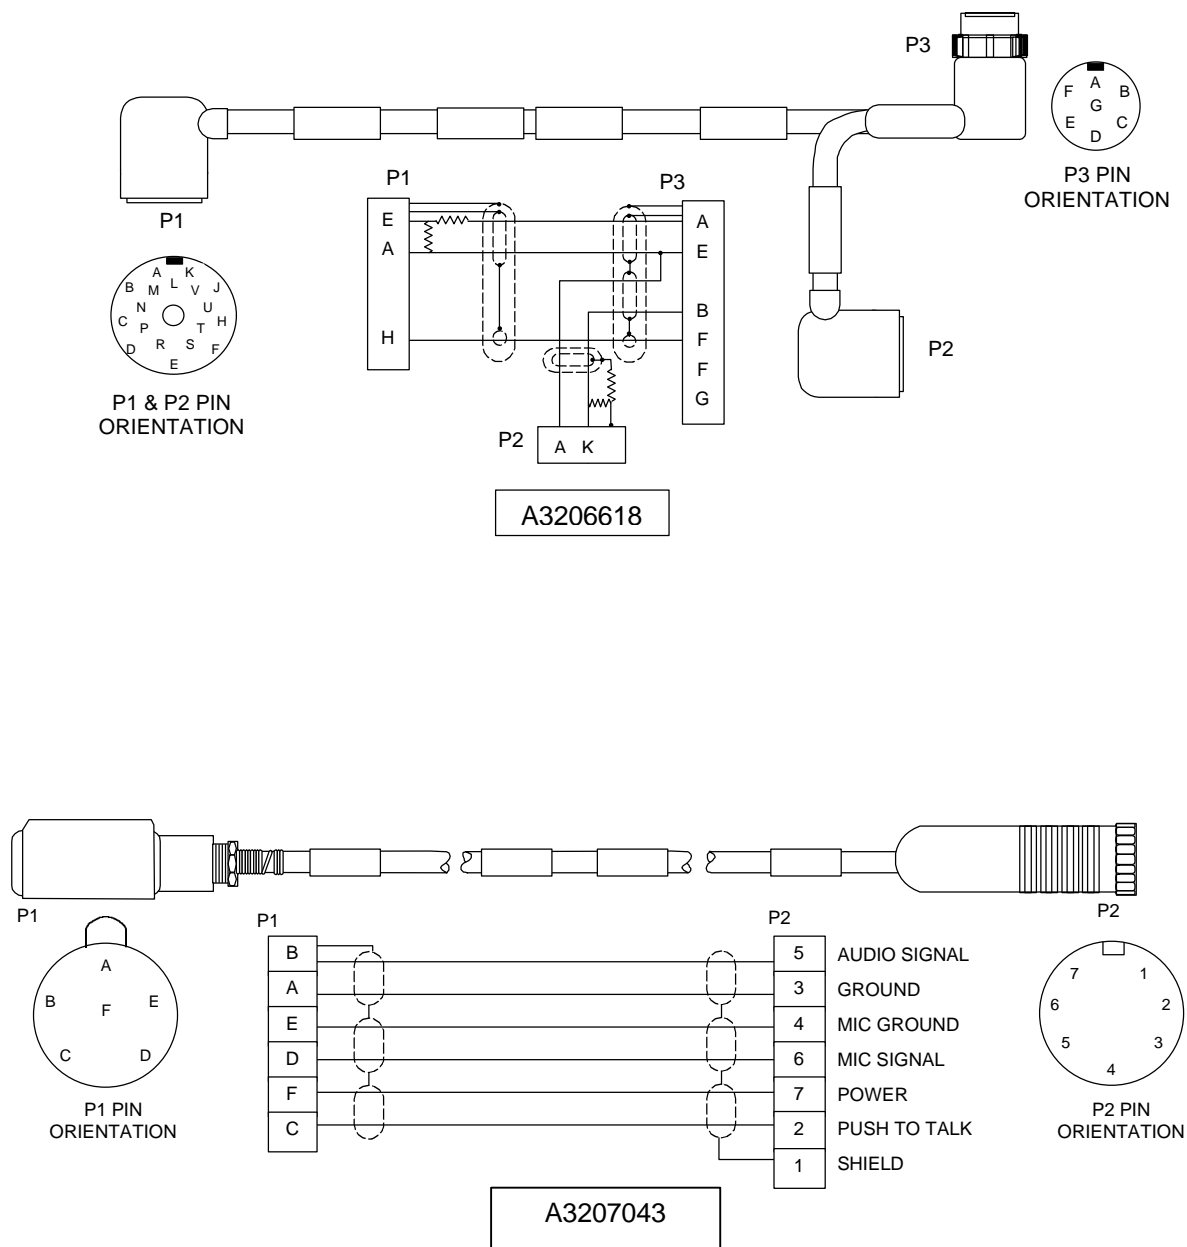 P3
A
F B
G
E C
D
P3 PIN
ORIENTATION
P1
P1 P3
E A
A E
B
H F
F
G
A K
B M L V J
N U
C H
P T
D R S F
E
P1 & P2 PIN
ORIENTATION
P2
P2 A K
A3206618
P1 P2
P1 P2
B 5 AUDIO SIGNAL
A 3 GROUND
E 4 MIC GROUND
D 6 MIC SIGNAL
F 7 POWER
C 2 PUSH TO TALK
1 SHIELD
A
B E
F
C D
P1 PIN
ORIENTATION
7 1
6 2
5 3
4
P2 PIN
ORIENTATION
A3207043